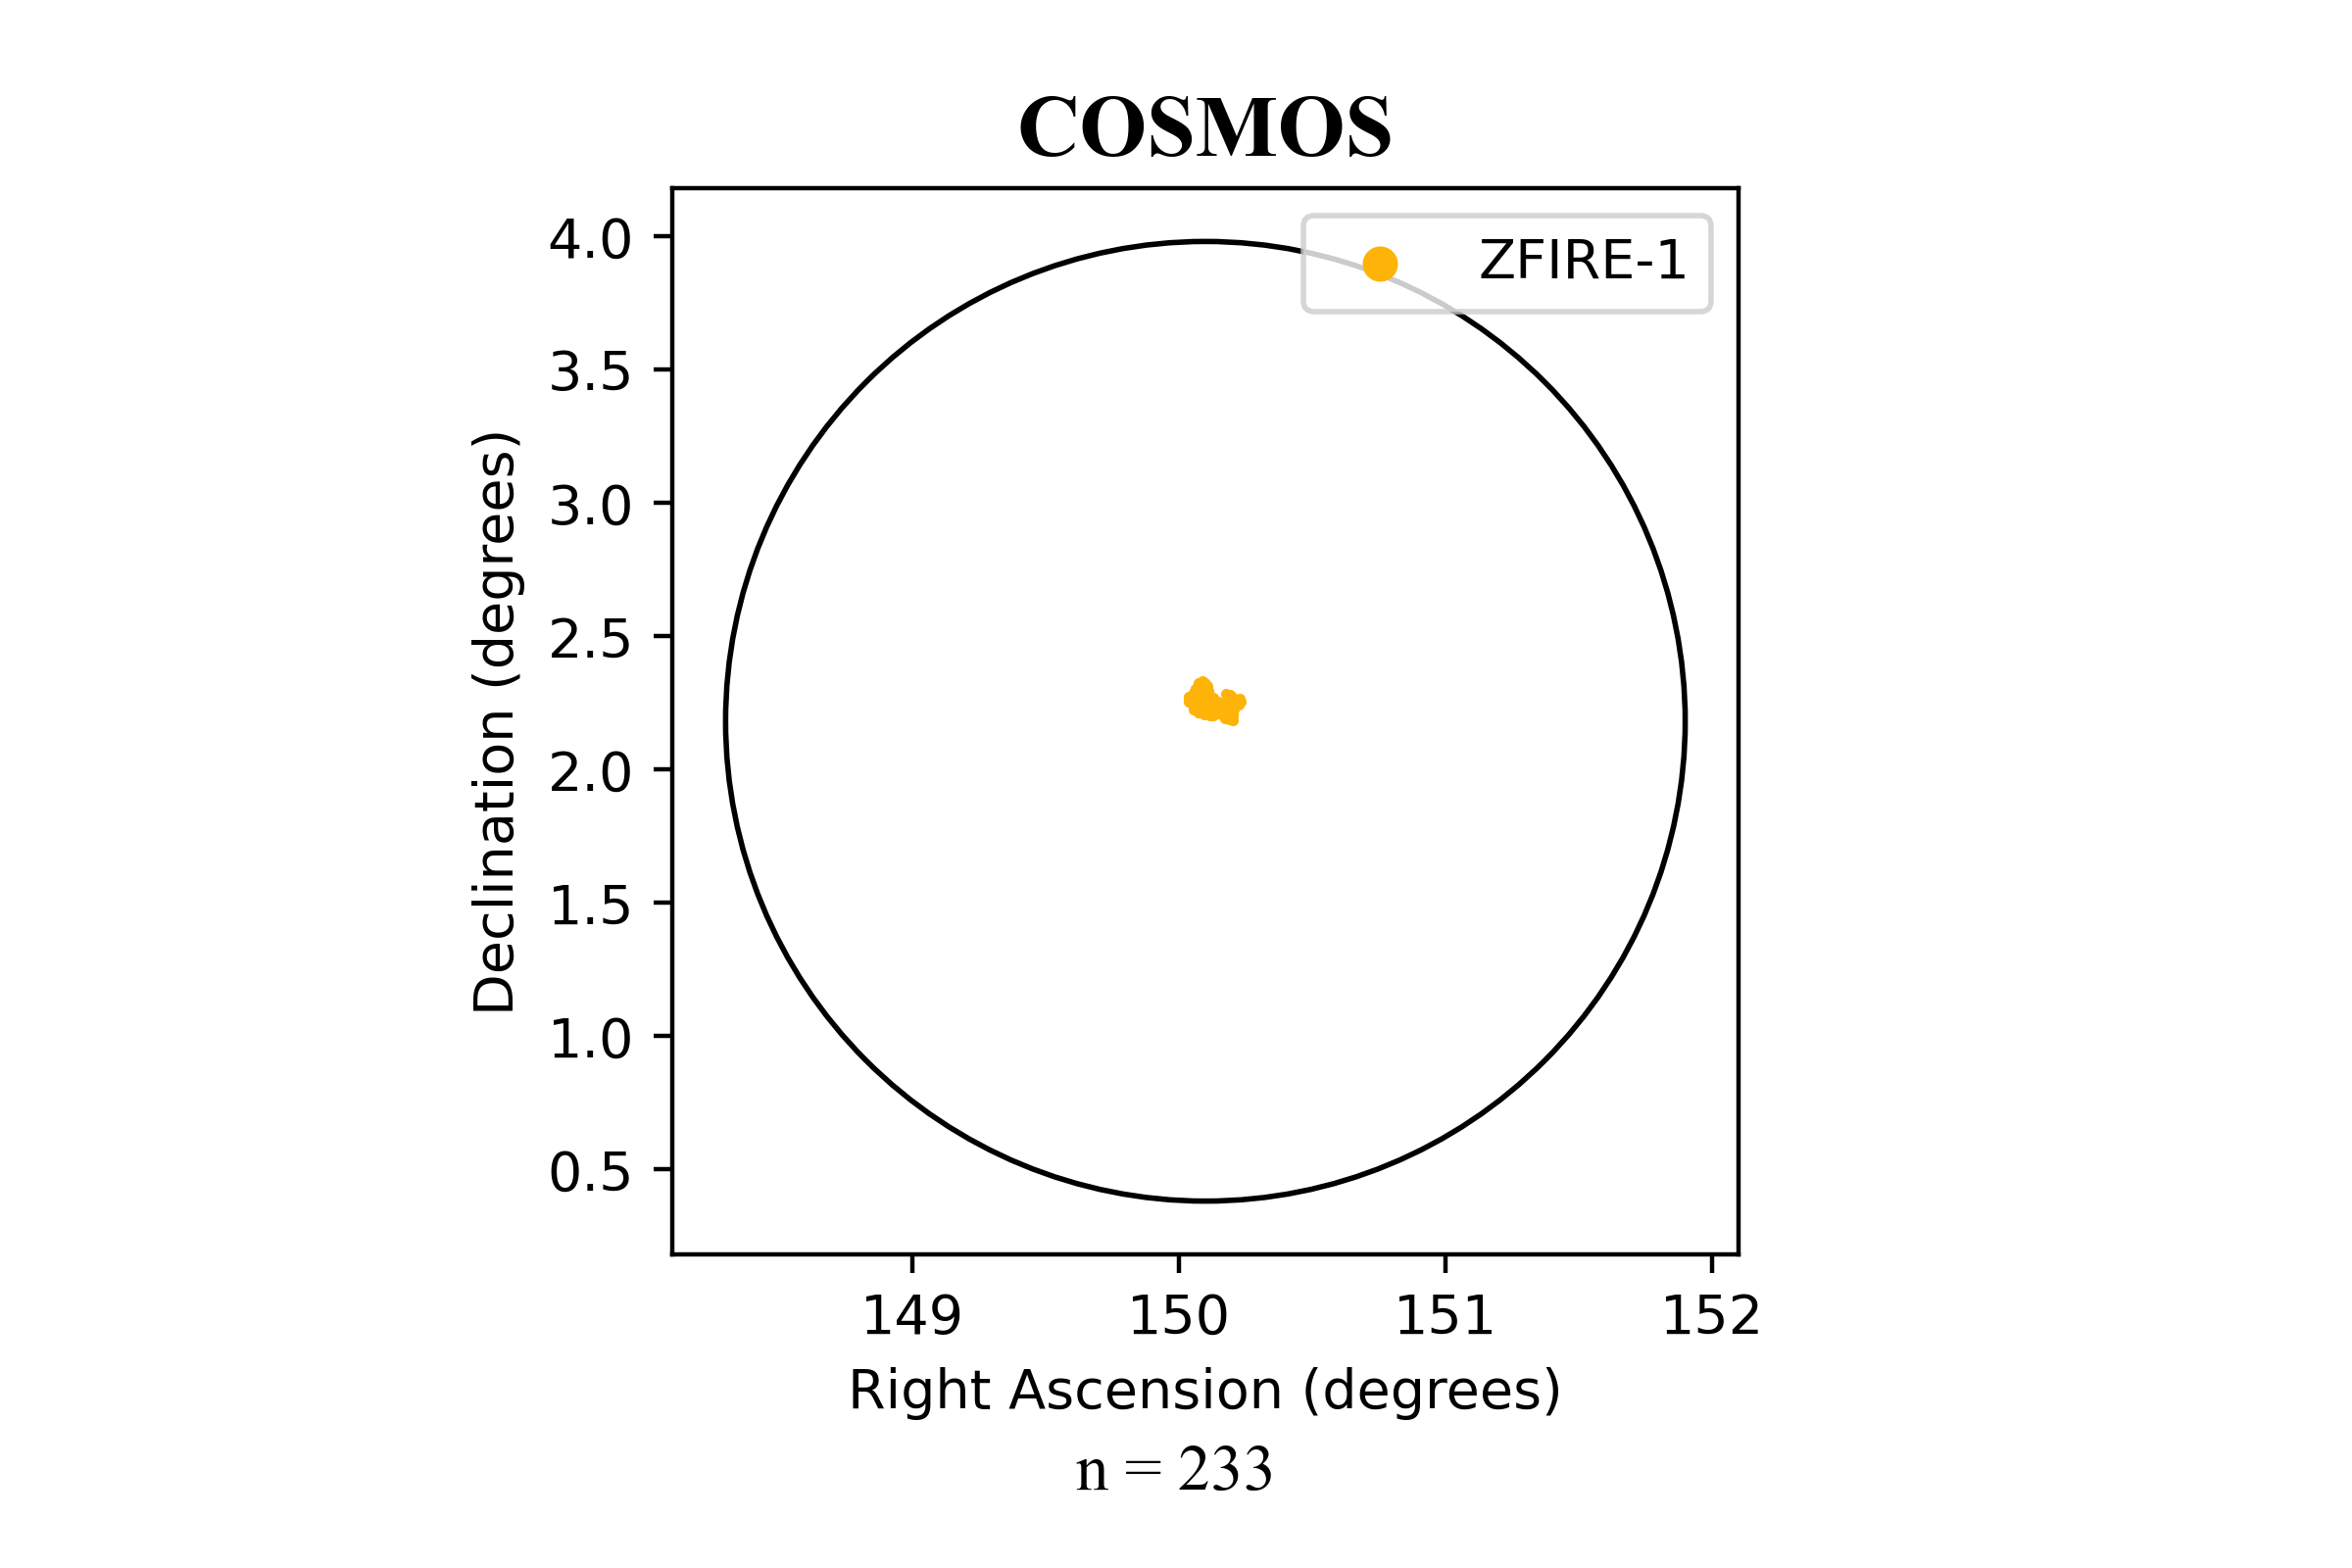 COSMOS
ZFIRE-1
4.0
3.5
3.0
2.5
2.0
1.5
1.0
0.5
Declination (degrees)
149 150 151 152
Right Ascension (degrees)
n = 233